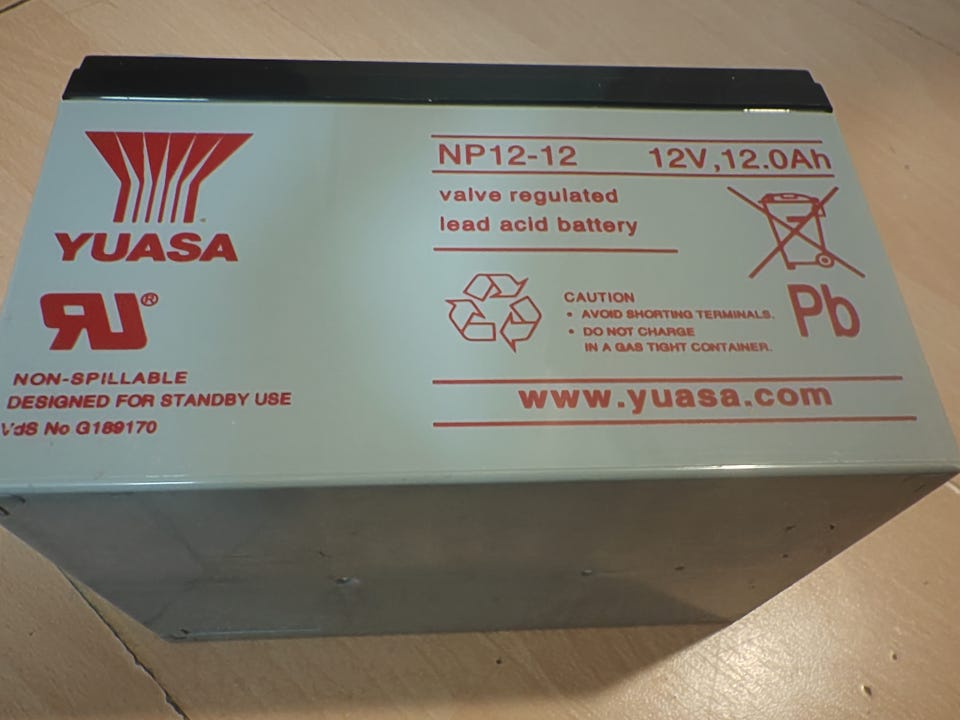 YUASA
NON-SPILLABLE
DESIGNED FOR STANDBY USE
VdS No G189170
NP12-12 12V,12.0Ah
valve regulated
lead acid battery
CAUTION
• AVOID SHORTING TERMINALS.
• DO NOT CHARGE
IN A GAS TIGHT CONTAINER.
Pb
www.yuasa.com